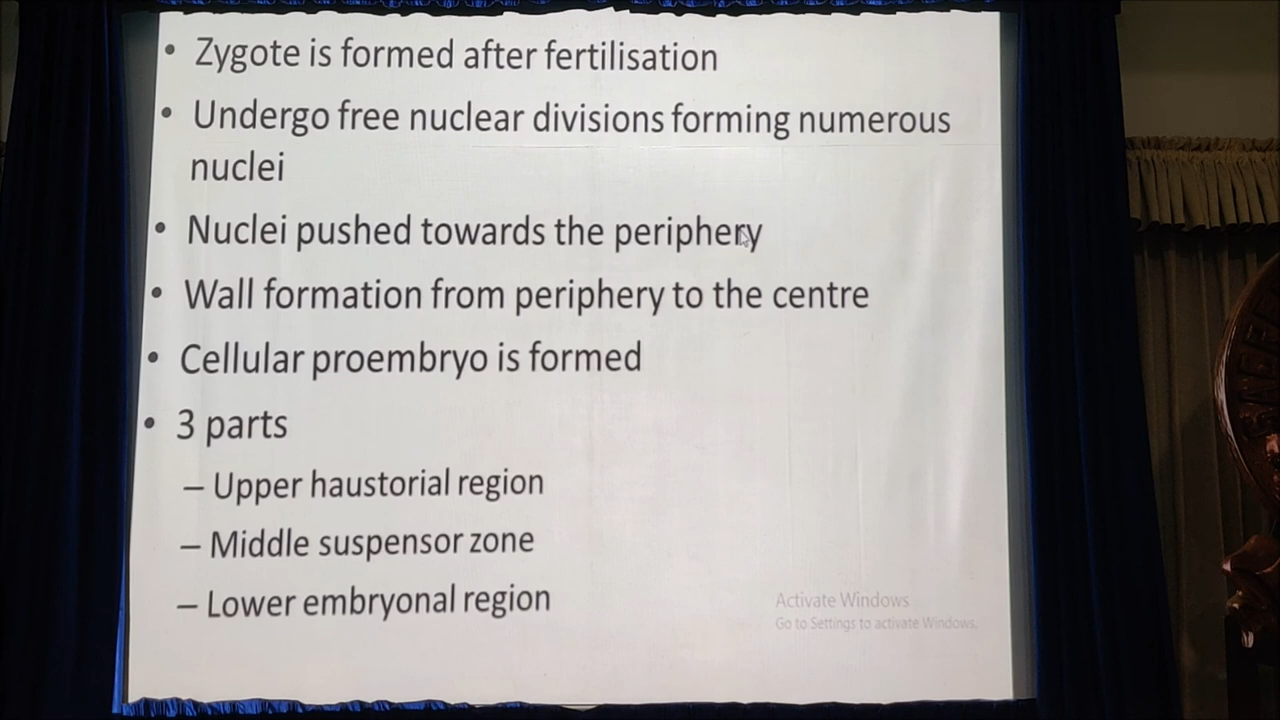 • Zygote is formed after fertilisation
• Undergo free nuclear divisions forming numerous
nuclei
• Nuclei pushed towards the periphery
• Wall formation from periphery to the centre
• Cellular proembryo is formed
• 3 parts
– Upper haustorial region
– Middle suspensor zone
– Lower embryonal region
Activate Windows
Go to Settings to activate Windows.